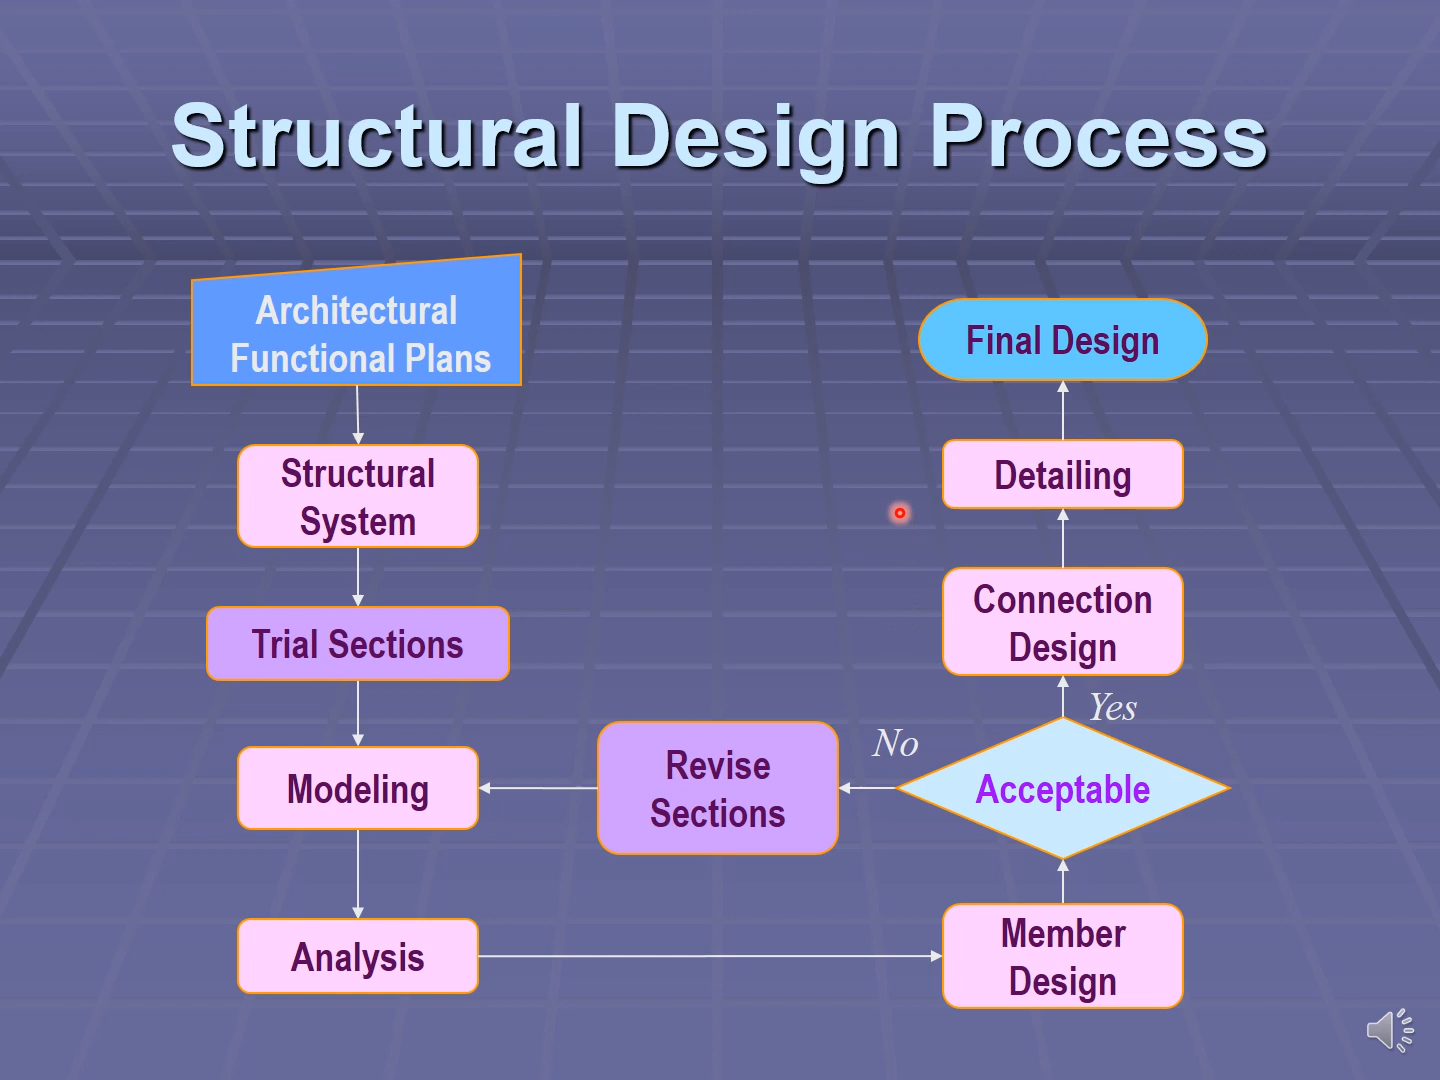 Structural Design Process
Architectural
Functional Plans
Structural
System
Trial Sections
Modeling
Analysis
Revise
Sections
No
Final Design
Detailing
Connection
Design
Yes
Acceptable
Member
Design